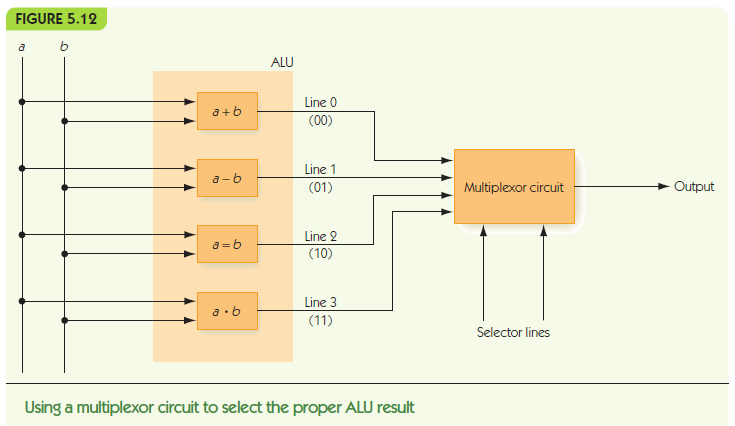 FIGURE 5.12
a b
ALU
a + b
Line 0
(00)
a – b
Line 1
(01)
Multiplexor circuit
Output
a = b
Line 2
(10)
a • b
Line 3
(11)
Selector lines
Using a multiplexor circuit to select the proper ALU result